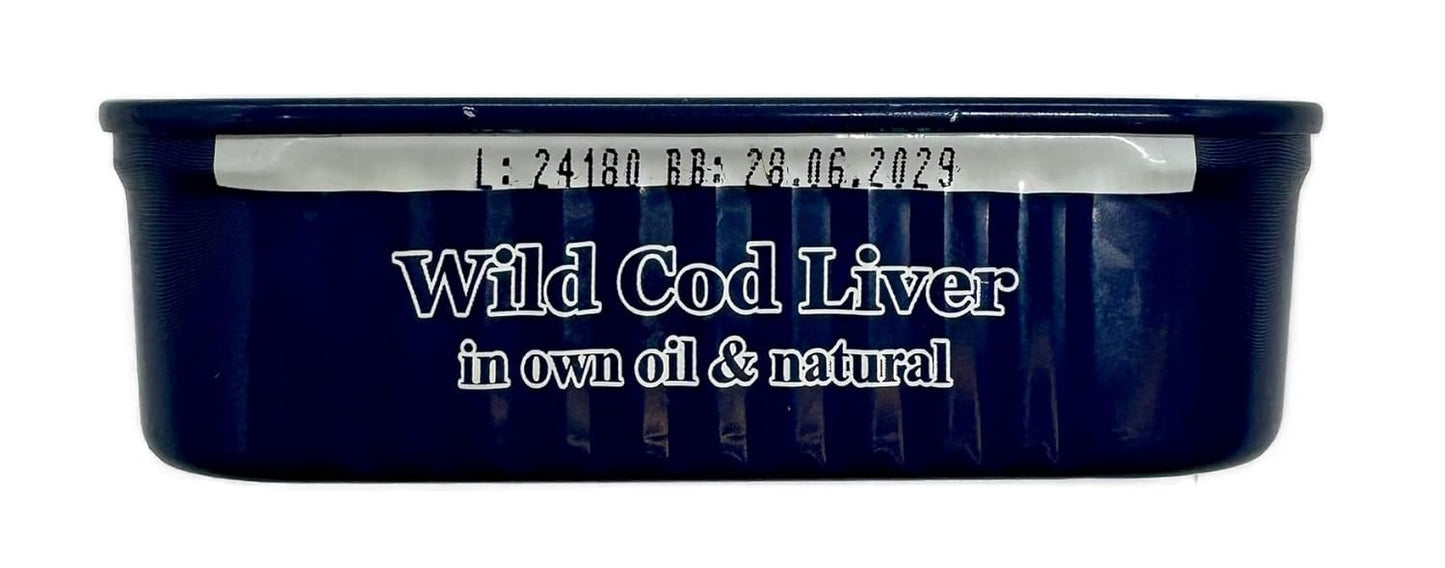 L: 24180 BB: 28.06.2029
Wild Cod Liver
in own oil & natural